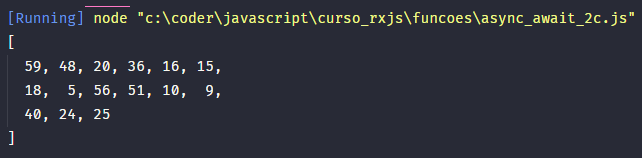 [Running] node "c:\coder\javascript\curso_rxjs\funcoes\async_await_2c.js"
[
  59, 48, 20, 36, 16, 15,
  18,  5, 56, 51, 10,  9,
  40, 24, 25
]